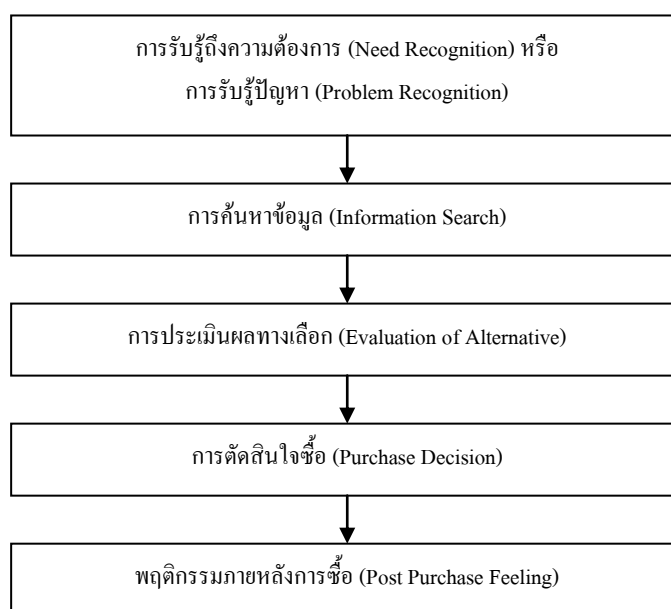 การรับรู้ถึงความต้องการ (Need Recognition) หรือ
การรับรู้ปัญหา (Problem Recognition)
การค้นหาข้อมูล (Information Search)
การประเมินผลทางเลือก (Evaluation of Alternative)
การตัดสินใจซื้อ (Purchase Decision)
พฤติกรรมภายหลังการซื้อ (Post Purchase Feeling)